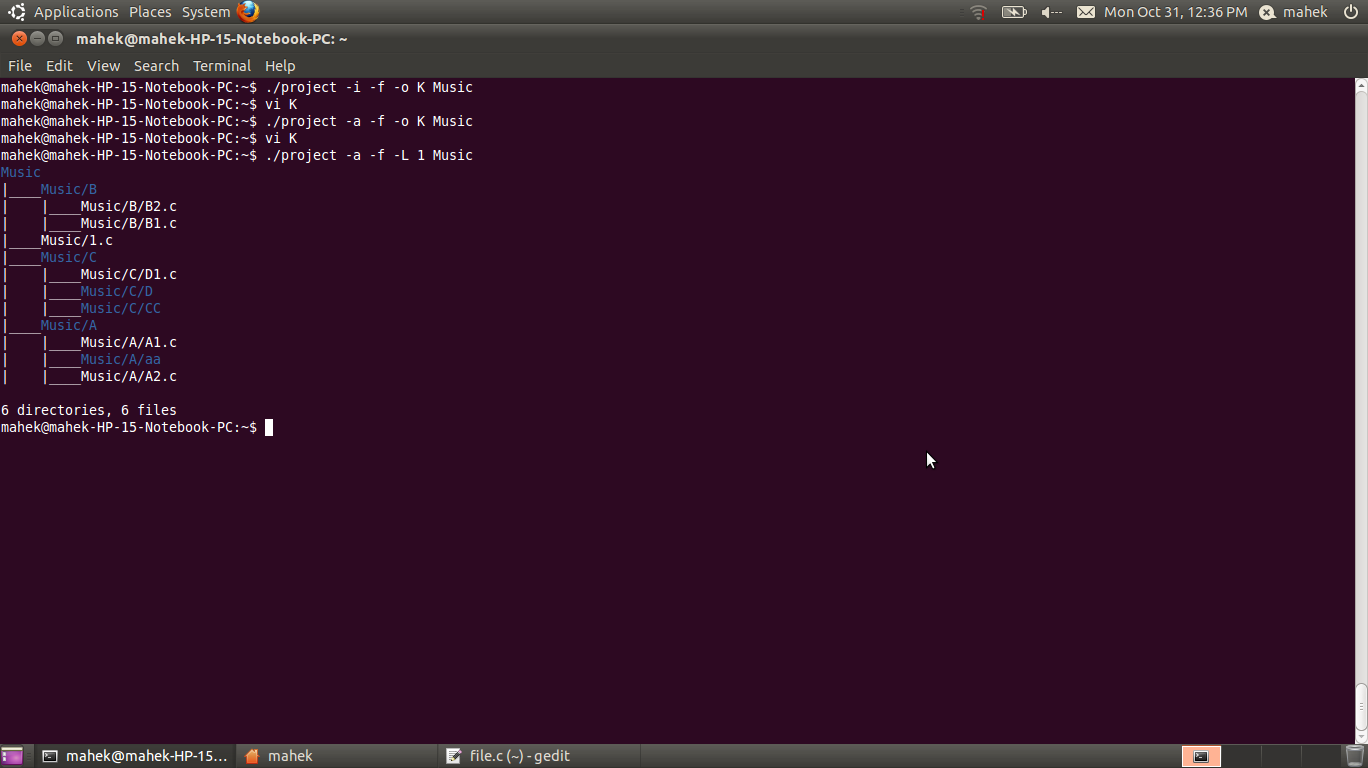 Applications Places System Mon Oct 31, 12:36 PM mahek
mahek@mahek-HP-15-Notebook-PC: ~
File Edit View Search Terminal Help
mahek@mahek-HP-15-Notebook-PC:~$ ./project -i -f -o K Music
mahek@mahek-HP-15-Notebook-PC:~$ vi K
mahek@mahek-HP-15-Notebook-PC:~$ ./project -a -f -o K Music
mahek@mahek-HP-15-Notebook-PC:~$ vi K
mahek@mahek-HP-15-Notebook-PC:~$ ./project -a -f -L 1 Music
Music
|____Music/B
|    |____Music/B/B2.c
|    |____Music/B/B1.c
|____Music/1.c
|____Music/C
|    |____Music/C/D1.c
|    |____Music/C/D
|    |____Music/C/CC
|____Music/A
|    |____Music/A/A1.c
|    |____Music/A/aa
|    |____Music/A/A2.c
6 directories, 6 files
mahek@mahek-HP-15-Notebook-PC:~$
mahek@mahek-HP-15... mahek file.c (~) - gedit